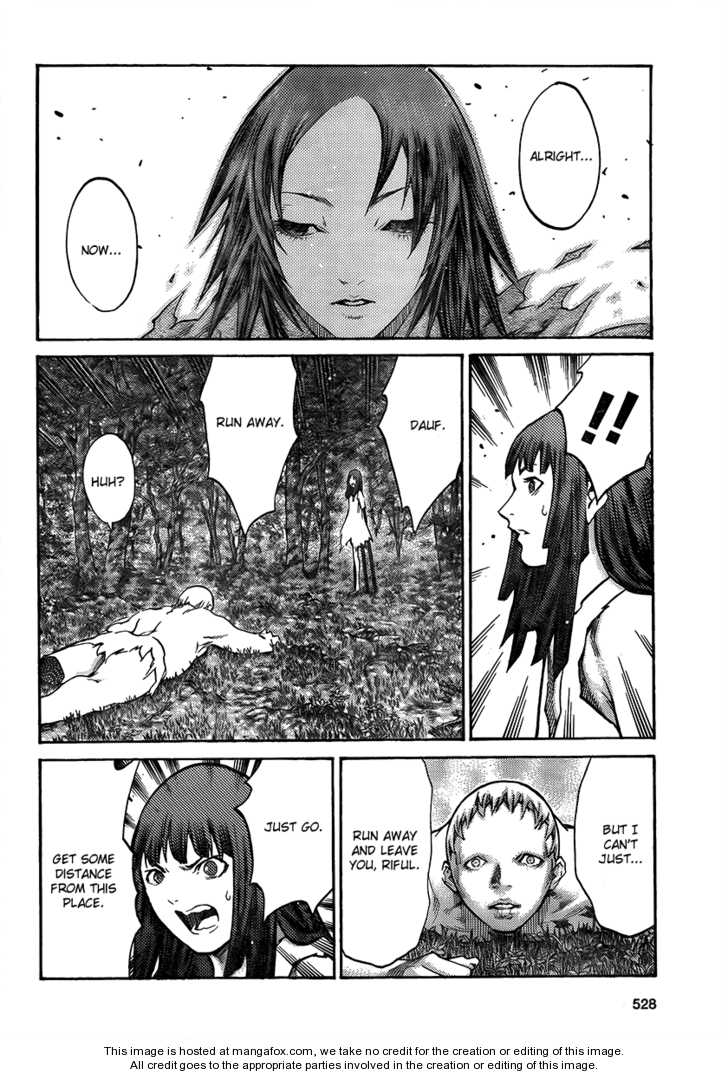 ALRIGHT...
NOW...
!!
DAUF.
RUN AWAY.
HUH?
BUT I
CAN'T
JUST...
RUN AWAY
AND LEAVE
YOU, RIFUL.
JUST GO.
GET SOME
DISTANCE
FROM THIS
PLACE.
528
This image is hosted at mangafox.com, we take no credit for the creation or editing of this image.
All credit goes to the appropriate parties involved in the creation or editing of this image.